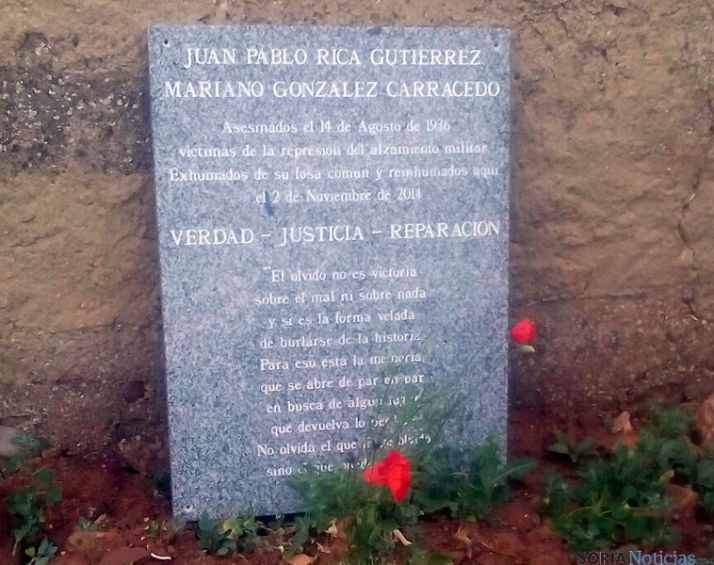 JUAN PABLO RICA GUTIERREZ
MARIANO GONZALEZ CARRACEDO
Asesinados el 14 de Agosto de 1936
victimas de la represion del alzamiento militar
Exhumados de su fosa comun y reinhumados aqui
el 2 de Noviembre de 2014
VERDAD - JUSTICIA - REPARACION
"El olvido no es victoria
sobre el mal ni sobre nada
y si es la forma velada
de burlarse de la historia.
Para eso esta la memoria,
que se abre de par en par
en busca de algun
que devuelva lo
No olvida el que
sino el que
SORIANoticias